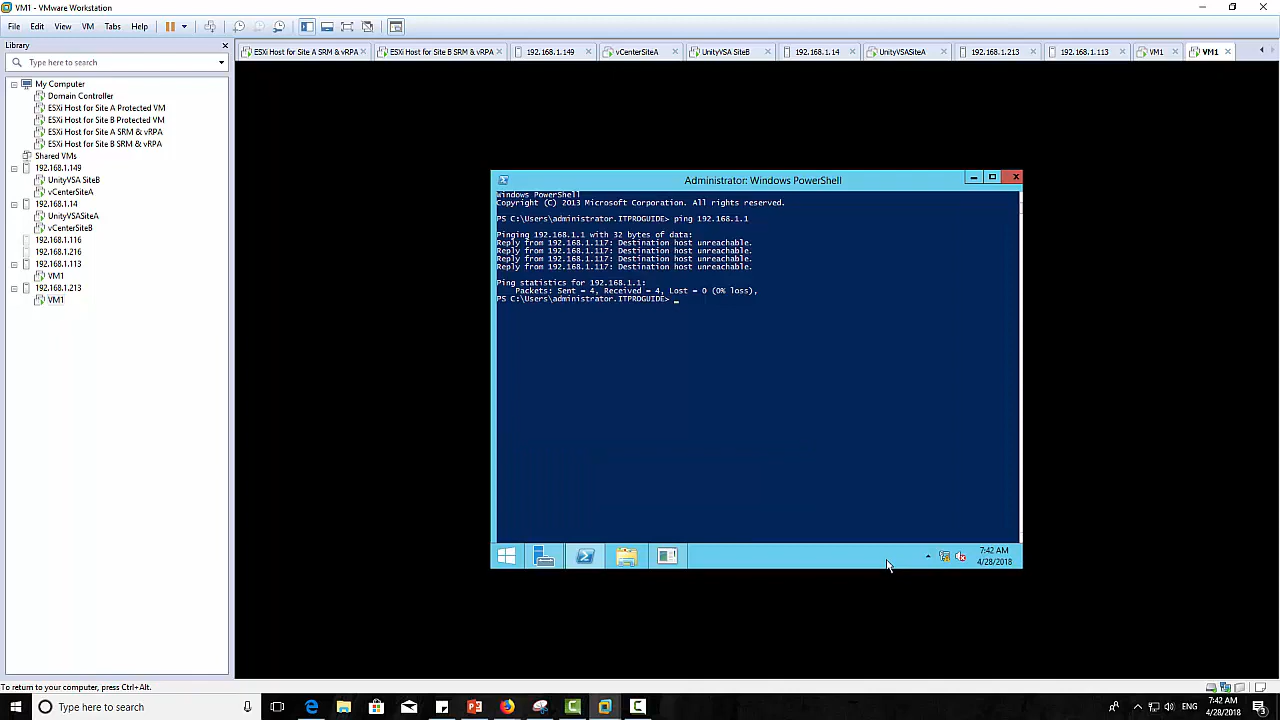 VM1 - VMware Workstation
File Edit View VM Tabs Help
Library
Type here to search
My Computer
Domain Controller
ESXi Host for Site A Protected VM
ESXi Host for Site B Protected VM
ESXi Host for Site A SRM & vRPA
ESXi Host for Site B SRM & vRPA
Shared VMs
192.168.1.149
UnityVSA SiteB
vCenterSiteA
192.168.1.14
UnityVSASiteA
vCenterSiteB
192.168.1.116
192.168.1.216
192.168.1.113
VM1
192.168.1.213
VM1
ESXi Host for Site A SRM & vRPA ESXi Host for Site B SRM & vRPA 192.168.1.149 vCenterSiteA UnityVSA SiteB 192.168.1.14 UnityVSASiteA 192.168.1.213 192.168.1.113 VM1 VM1
Administrator: Windows PowerShell
Windows PowerShell
Copyright (C) 2013 Microsoft Corporation. All rights reserved.
PS C:\Users\administrator.ITPROGUIDE> ping 192.168.1.1
Pinging 192.168.1.1 with 32 bytes of data:
Reply from 192.168.1.117: Destination host unreachable.
Reply from 192.168.1.117: Destination host unreachable.
Reply from 192.168.1.117: Destination host unreachable.
Reply from 192.168.1.117: Destination host unreachable.
Ping statistics for 192.168.1.1:
Packets: Sent = 4, Received = 4, Lost = 0 (0% loss),
PS C:\Users\administrator.ITPROGUIDE> _
7:42 AM
4/28/2018
To return to your computer, press Ctrl+Alt.
Type here to search
ENG
7:42 AM
4/28/2018